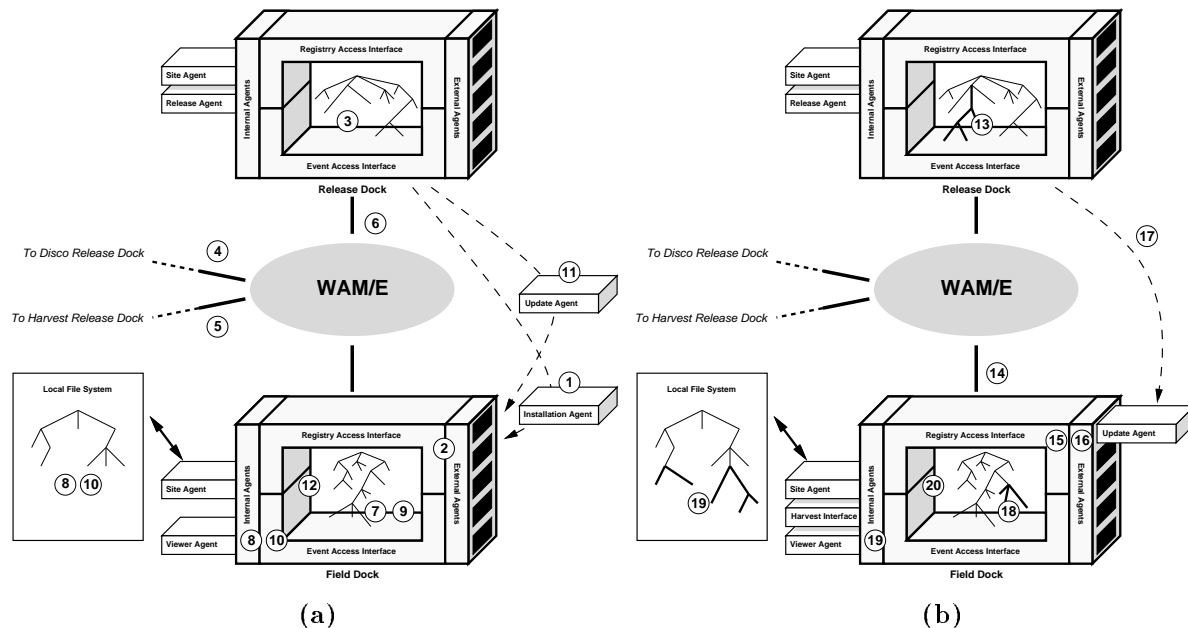 Registrry Access Interface
Site Agent
Release Agent
Internal Agents
External Agents
3
Event Access Interface
Release Dock
6
To Disco Release Dock
4
WAM/E
To Harvest Release Dock
5
11
Update Agent
1
Installation Agent
Local File System
8 10
Registry Access Interface
2
Site Agent
Viewer Agent
Internal Agents
External Agents
12
7 9
8 10
Event Access Interface
Field Dock
(a)
Registrry Access Interface
Site Agent
Release Agent
Internal Agents
External Agents
13
Event Access Interface
Release Dock
17
To Disco Release Dock
WAM/E
To Harvest Release Dock
14
Local File System
19
Registry Access Interface
15 16
Update Agent
Site Agent
Harvest Interface
Viewer Agent
Internal Agents
External Agents
20
18
19
Event Access Interface
Field Dock
(b)